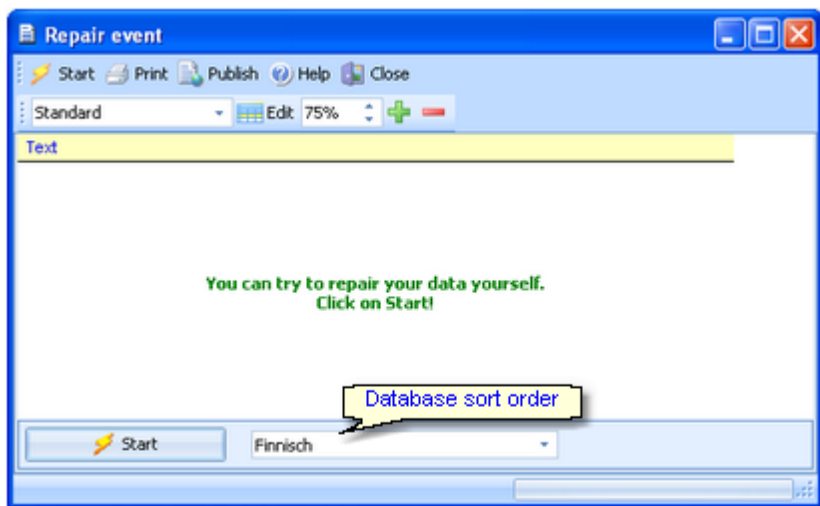 Repair event
Start Print Publish Help Close
Standard Edit 75%
Text
You can try to repair your data yourself.
Click on Start!
Database sort order
Start Finnisch